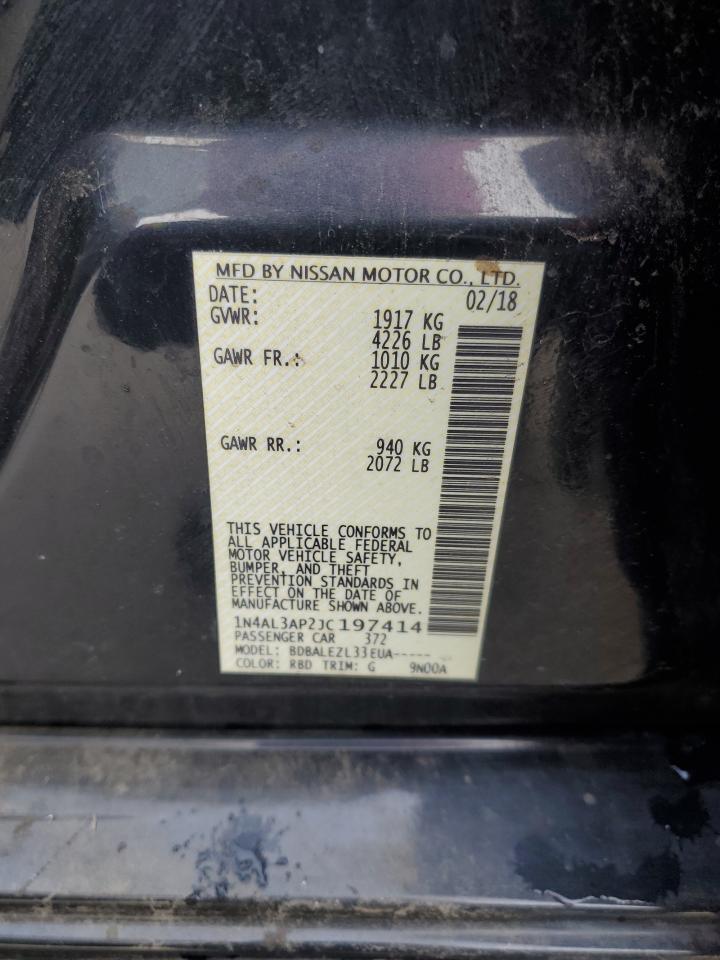 MFD BY NISSAN MOTOR CO., LTD.
DATE: 02/18
GVWR: 1917 KG
4226 LB
GAWR FR.: 1010 KG
2227 LB
GAWR RR.: 940 KG
2072 LB
THIS VEHICLE CONFORMS TO
ALL APPLICABLE FEDERAL
MOTOR VEHICLE SAFETY,
BUMPER, AND THEFT
PREVENTION STANDARDS IN
EFFECT ON THE DATE OF
MANUFACTURE SHOWN ABOVE.
1N4AL3AP2JC197414
PASSENGER CAR 372
MODEL: BDBALEZL33EUA-----
COLOR: RBD TRIM: G 9N00A